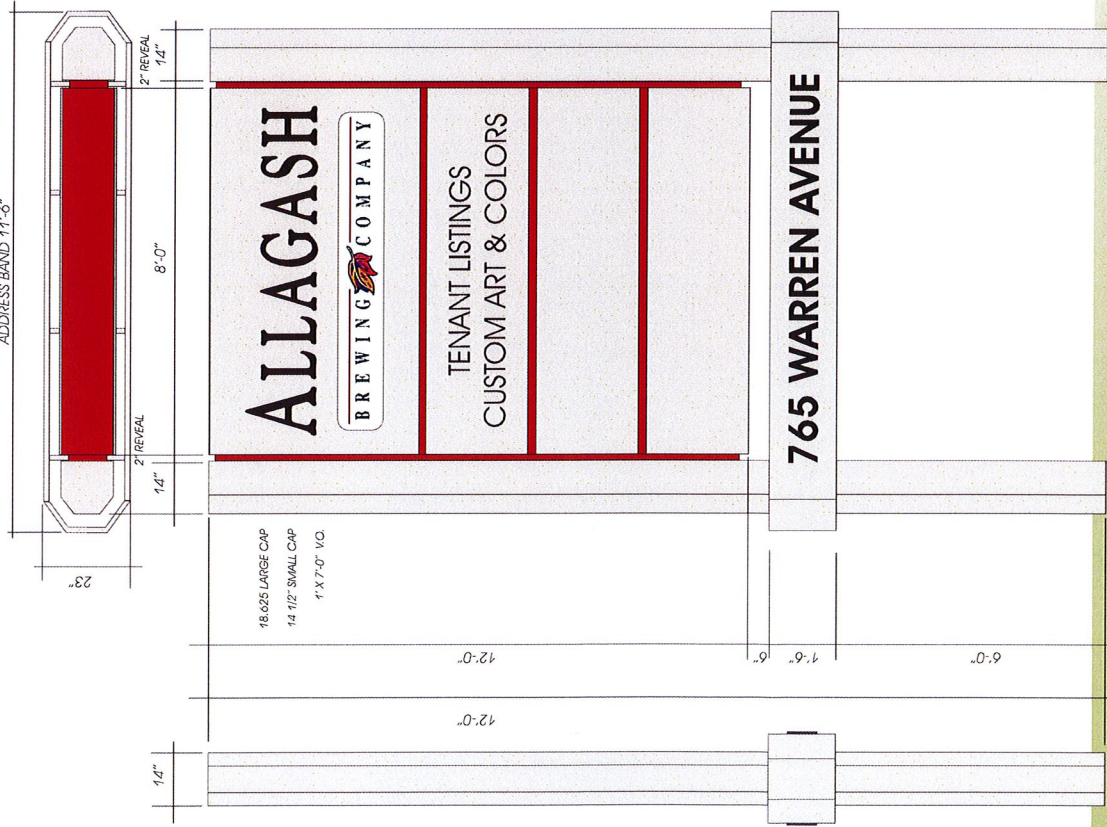 ADDRESS BAND 11'-6"
23"
2" REVEAL
2" REVEAL
14"
14"
8'-0"
14"
ALLAGASH
BREWING COMPANY
18.625 LARGE CAP
14 1/2" SMALL CAP
1' X 7'-0" V.O.
TENANT LISTINGS
CUSTOM ART & COLORS
12'-0"
12'-0"
6"
1'-6"
765 WARREN AVENUE
6'-0"